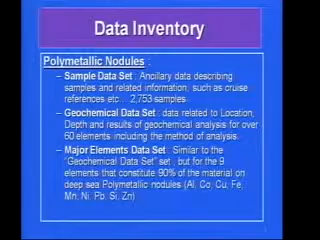 Data Inventory
Polymetallic Nodules :
– Sample Data Set : Ancillary data describing
samples and related information, such as cruise
references etc... 2,753 samples.
– Geochemical Data Set : data related to Location,
Depth and results of geochemical analysis for over
60 elements including the method of analysis.
– Major Elements Data Set : Similar to the
"Geochemical Data Set" set , but for the 9
elements that constitute 90% of the material on
deep sea Polymetallic nodules (Al, Co, Cu, Fe,
Mn, Ni, Pb, Si, Zn)